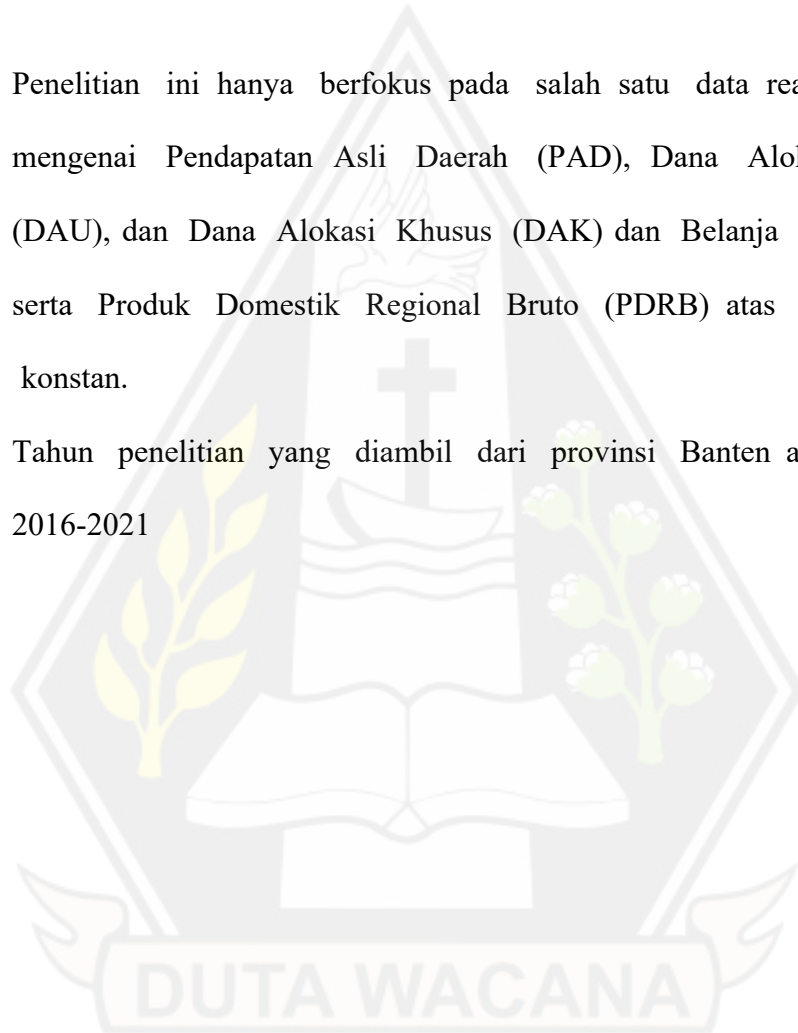 Penelitian ini hanya berfokus pada salah satu data
mengenai Pendapatan Asli Daerah (PAD), Dana
(DAU), dan Dana Alokasi Khusus (DAK) dan Belanja
serta Produk Domestik Regional Bruto (PDRB) atas
konstan.
Tahun penelitian yang diambil dari provinsi Banten
2016-2021
DUTA WACANA